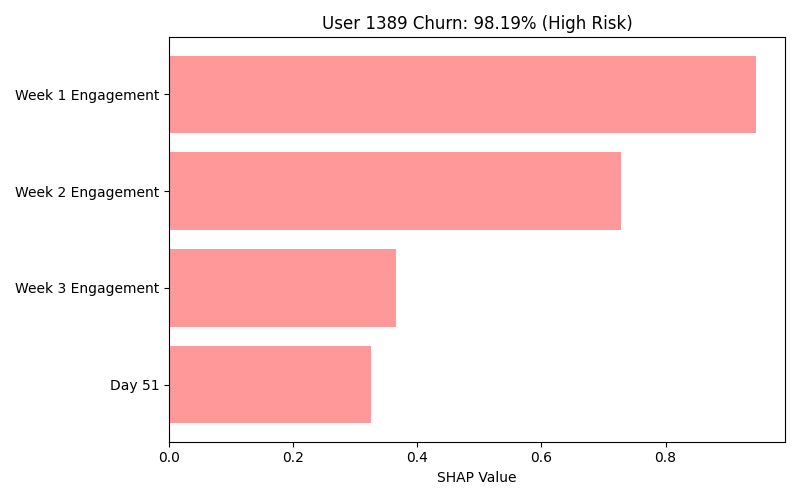 User 1389 Churn: 98.19% (High Risk)
Week 1 Engagement
Week 2 Engagement
Week 3 Engagement
Day 51
0.0 0.2 0.4 0.6 0.8
SHAP Value